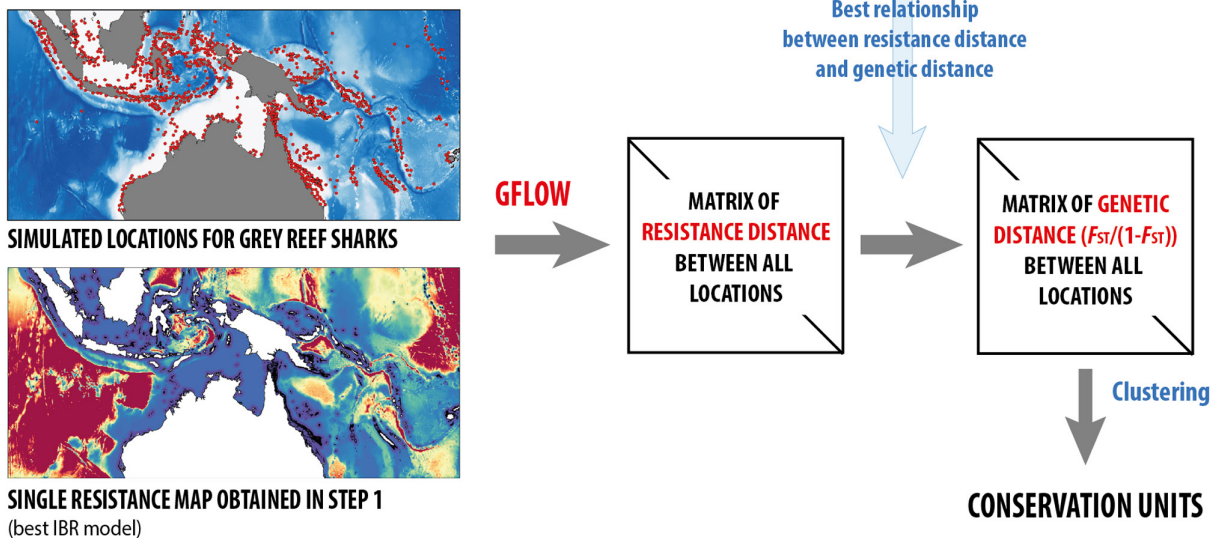 SIMULATED LOCATIONS FOR GREY REEF SHARKS
SINGLE RESISTANCE MAP OBTAINED IN STEP 1
(best IBR model)
GFLOW
MATRIX OF
RESISTANCE DISTANCE
BETWEEN ALL
LOCATIONS
Best relationship
between resistance distance
and genetic distance
MATRIX OF GENETIC
DISTANCE (FST/(1-FST))
BETWEEN ALL
LOCATIONS
Clustering
CONSERVATION UNITS